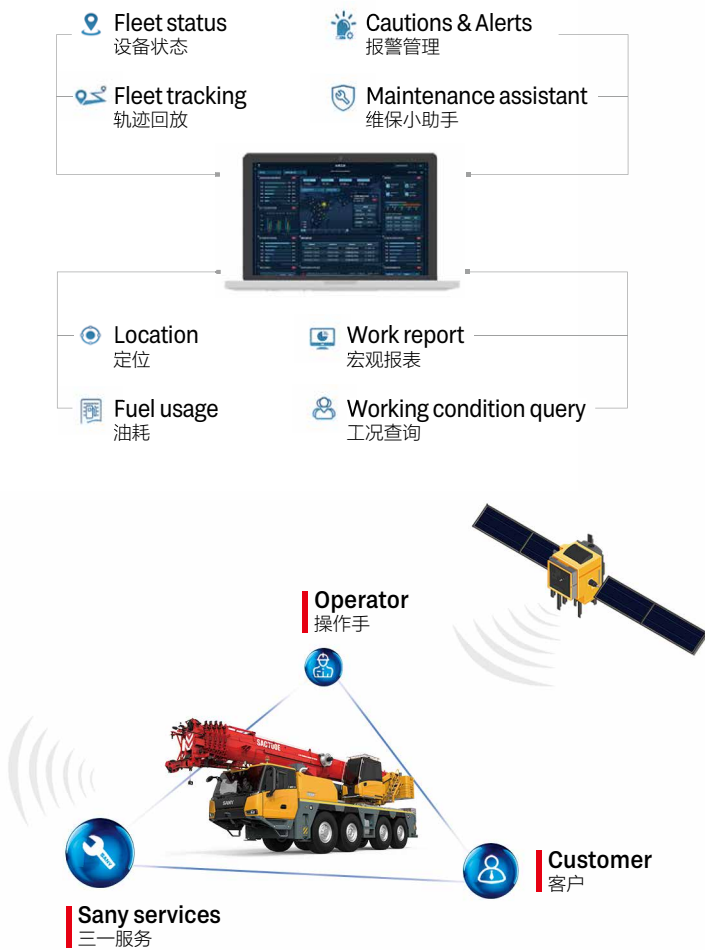 Fleet status
设备状态
Cautions & Alerts
报警管理
Fleet tracking
轨迹回放
Maintenance assistant
维保小助手
Location
定位
Work report
宏观报表
Fuel usage
油耗
Working condition query
工况查询
Operator
操作手
SANY
Customer
客户
SANY
Sany services
三一服务